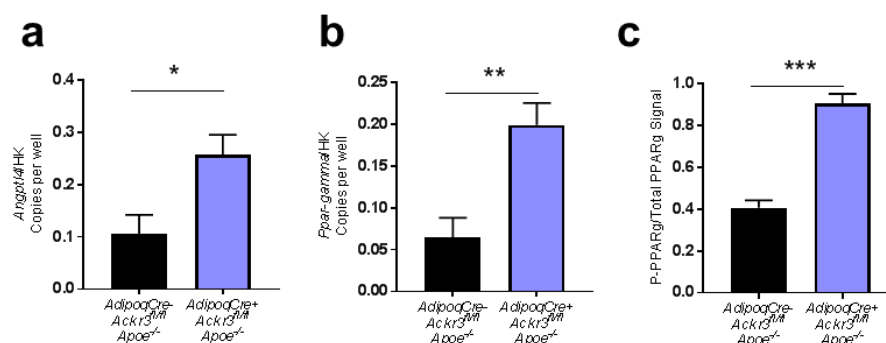 a
*
0.4
0.3
0.2
0.1
0.0
Angptl4/HK
Copies per well
AdipoqCre-
Ackr3fl/fl
Apoe-/-
AdipoqCre+
Ackr3fl/fl
Apoe-/-
b
**
0.25
0.20
0.15
0.10
0.05
0.00
Ppar-gamma/HK
Copies per well
AdipoqCre-
Ackr3fl/fl
Apoe-/-
AdipoqCre+
Ackr3fl/fl
Apoe-/-
c
***
1.0
0.8
0.6
0.4
0.2
0.0
P-PPARg/Total PPARg Signal
AdipoqCre-
Ackr3fl/fl
Apoe-/-
AdipoqCre+
Ackr3fl/fl
Apoe-/-